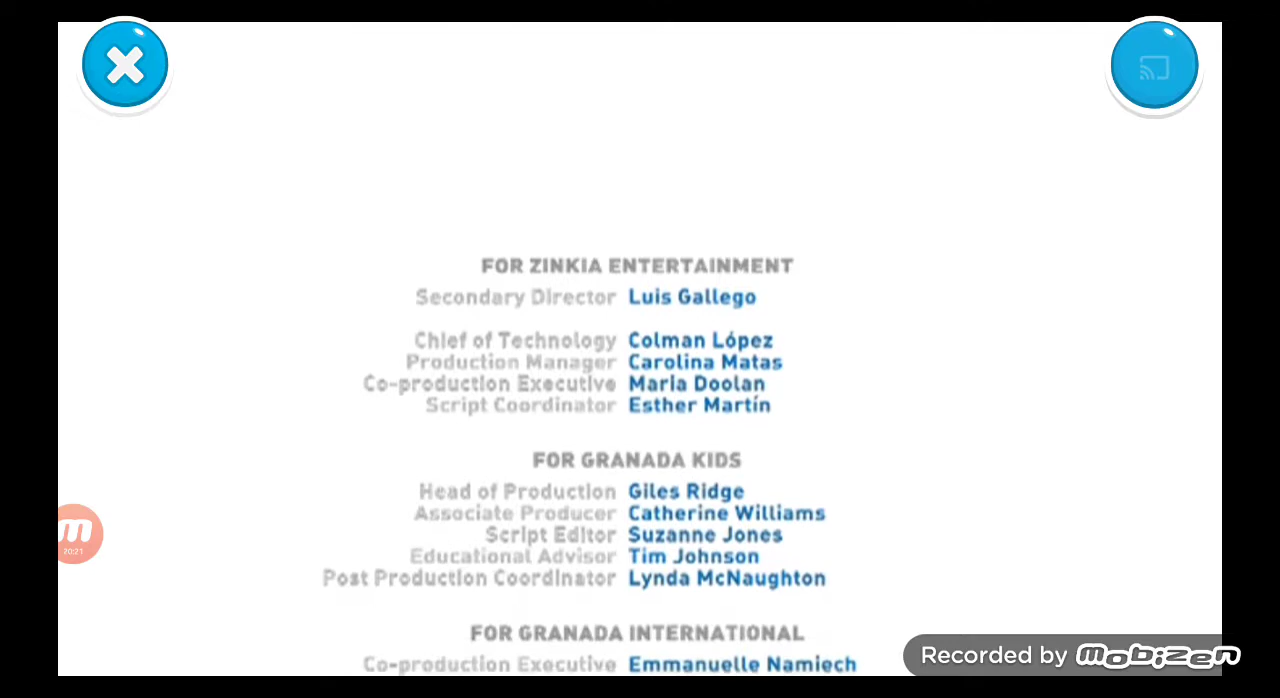 FOR ZINKIA ENTERTAINMENT
Secondary Director Luis Gallego
Chief of Technology Colman López
Production Manager Carolina Matas
Co-production Executive Maria Doolan
Script Coordinator Esther Martín
FOR GRANADA KIDS
Head of Production Giles Ridge
Associate Producer Catherine Williams
Script Editor Suzanne Jones
Educational Advisor Tim Johnson
Post Production Coordinator Lynda McNaughton
20:21
FOR GRANADA INTERNATIONAL
Co-production Executive Emmanuelle Namiech
Recorded by mobizen